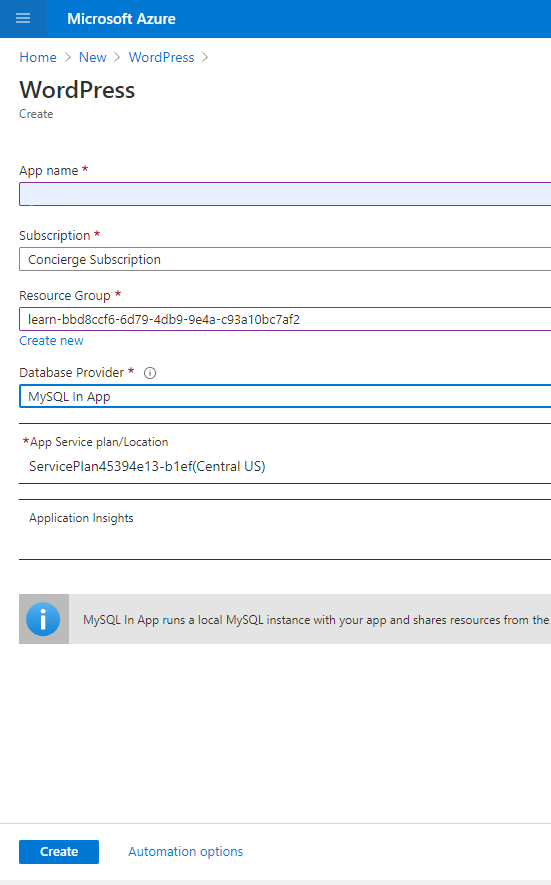 Microsoft Azure
Home > New > WordPress >
WordPress
Create
App name *
Subscription *
Concierge Subscription
Resource Group *
learn-bbd8ccf6-6d79-4db9-9e4a-c93a10bc7af2
Create new
Database Provider *
MySQL In App
*App Service plan/Location
ServicePlan45394e13-b1ef(Central US)
Application Insights
MySQL In App runs a local MySQL instance with your app and shares resources from the
Create
Automation options